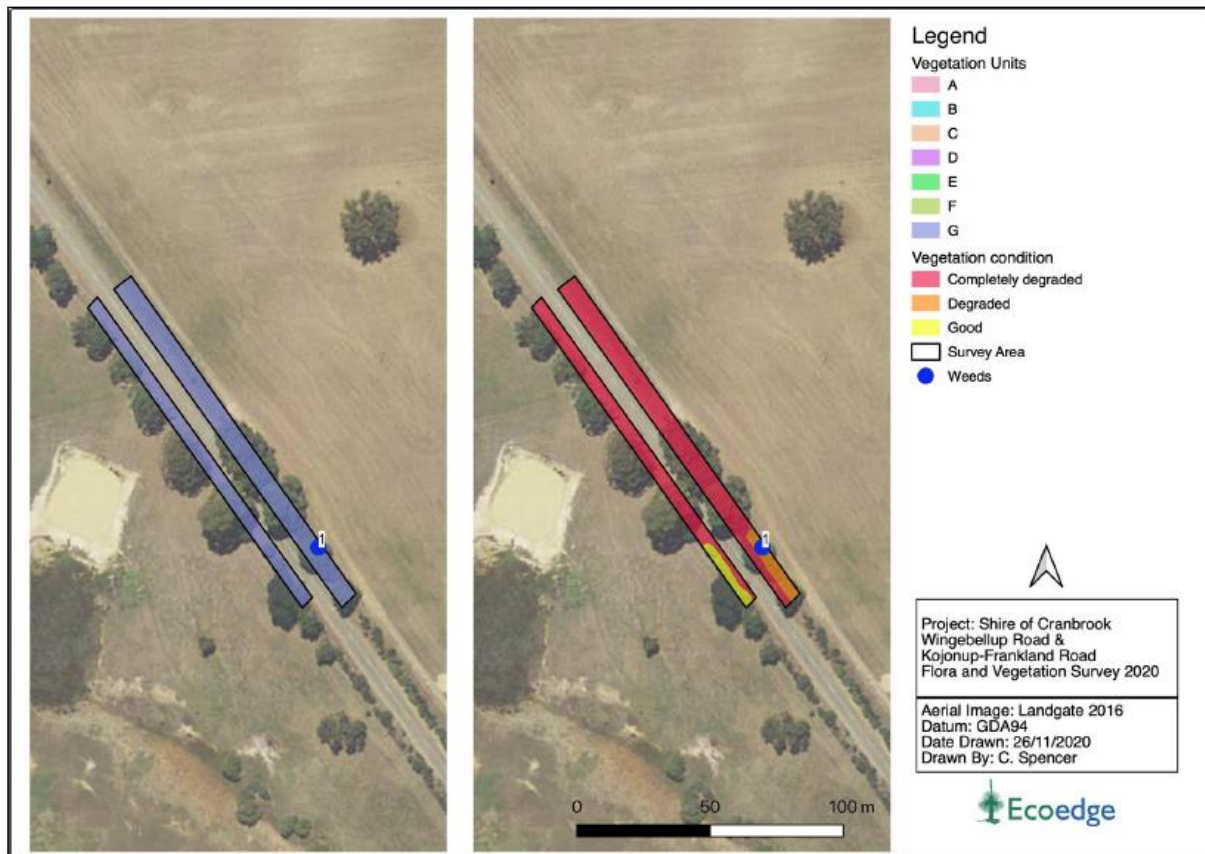 1
1
0 50 100 m
Legend
Vegetation Units
A
B
C
D
E
F
G
Vegetation condition
Completely degraded
Degraded
Good
Survey Area
Weeds
Project: Shire of Cranbrook
Wingebellup Road &
Kojonup-Frankland Road
Flora and Vegetation Survey 2020
Aerial Image: Landgate 2016
Datum: GDA94
Date Drawn: 26/11/2020
Drawn By: C. Spencer
Ecoedge